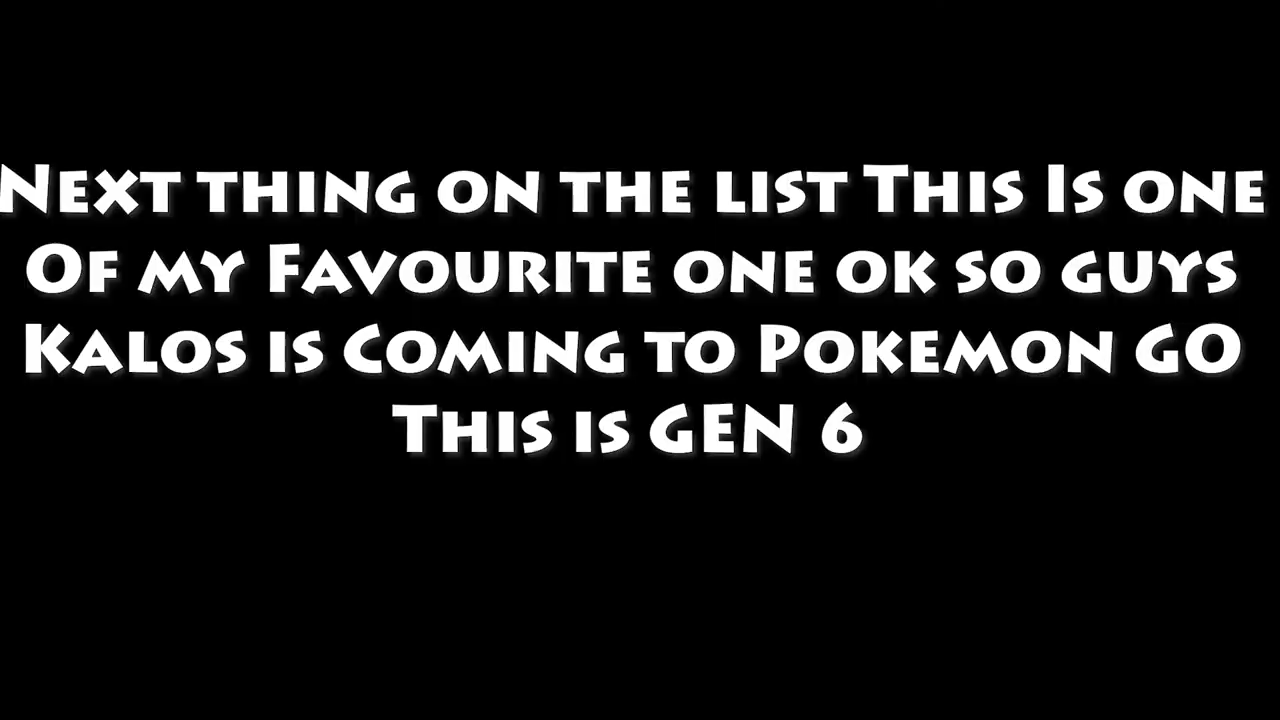 Next thing on the list This Is one
Of my Favourite one ok so guys
Kalos is Coming to Pokemon GO
This is GEN 6